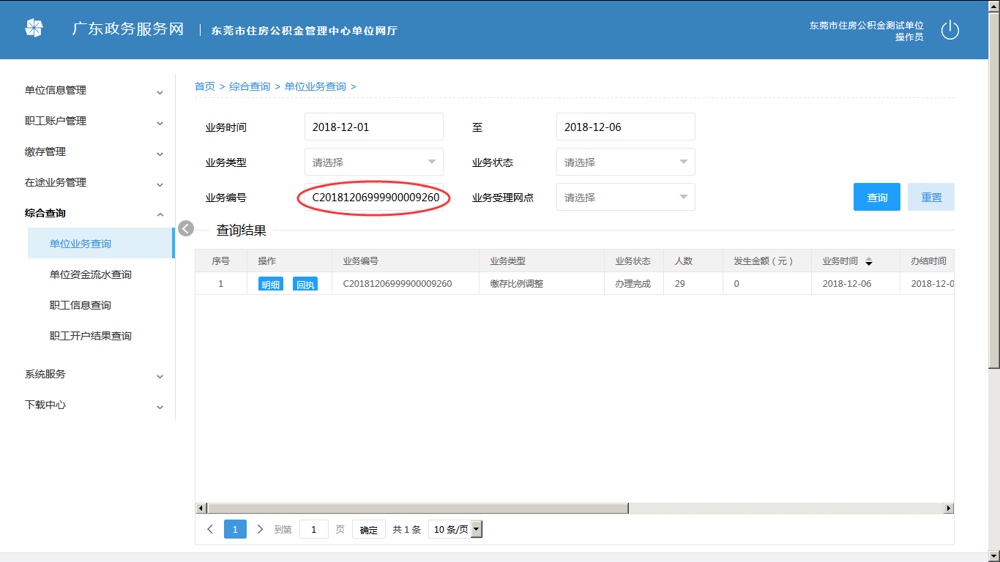 广东政务服务网
东莞市住房公积金管理中心单位网厅
东莞市住房公积金测试单位
操作员
单位信息管理
职工账户管理
缴存管理
在途业务管理
综合查询
单位业务查询
单位资金流水查询
职工信息查询
职工开户结果查询
系统服务
下载中心
首页 > 综合查询 > 单位业务查询 >
业务时间 2018-12-01 至 2018-12-06
业务类型 请选择 业务状态 请选择
业务编号 C20181206999900009260 业务受理网点 请选择 查询 重置
查询结果
序号 操作 业务编号 业务类型 业务状态 人数 发生金额（元） 业务时间 办结时间
1 明细 回执 C20181206999900009260 缴存比例调整 办理完成 29 0 2018-12-06 2018-12-0
1 到第 1 页 确定 共 1 条 10 条/页